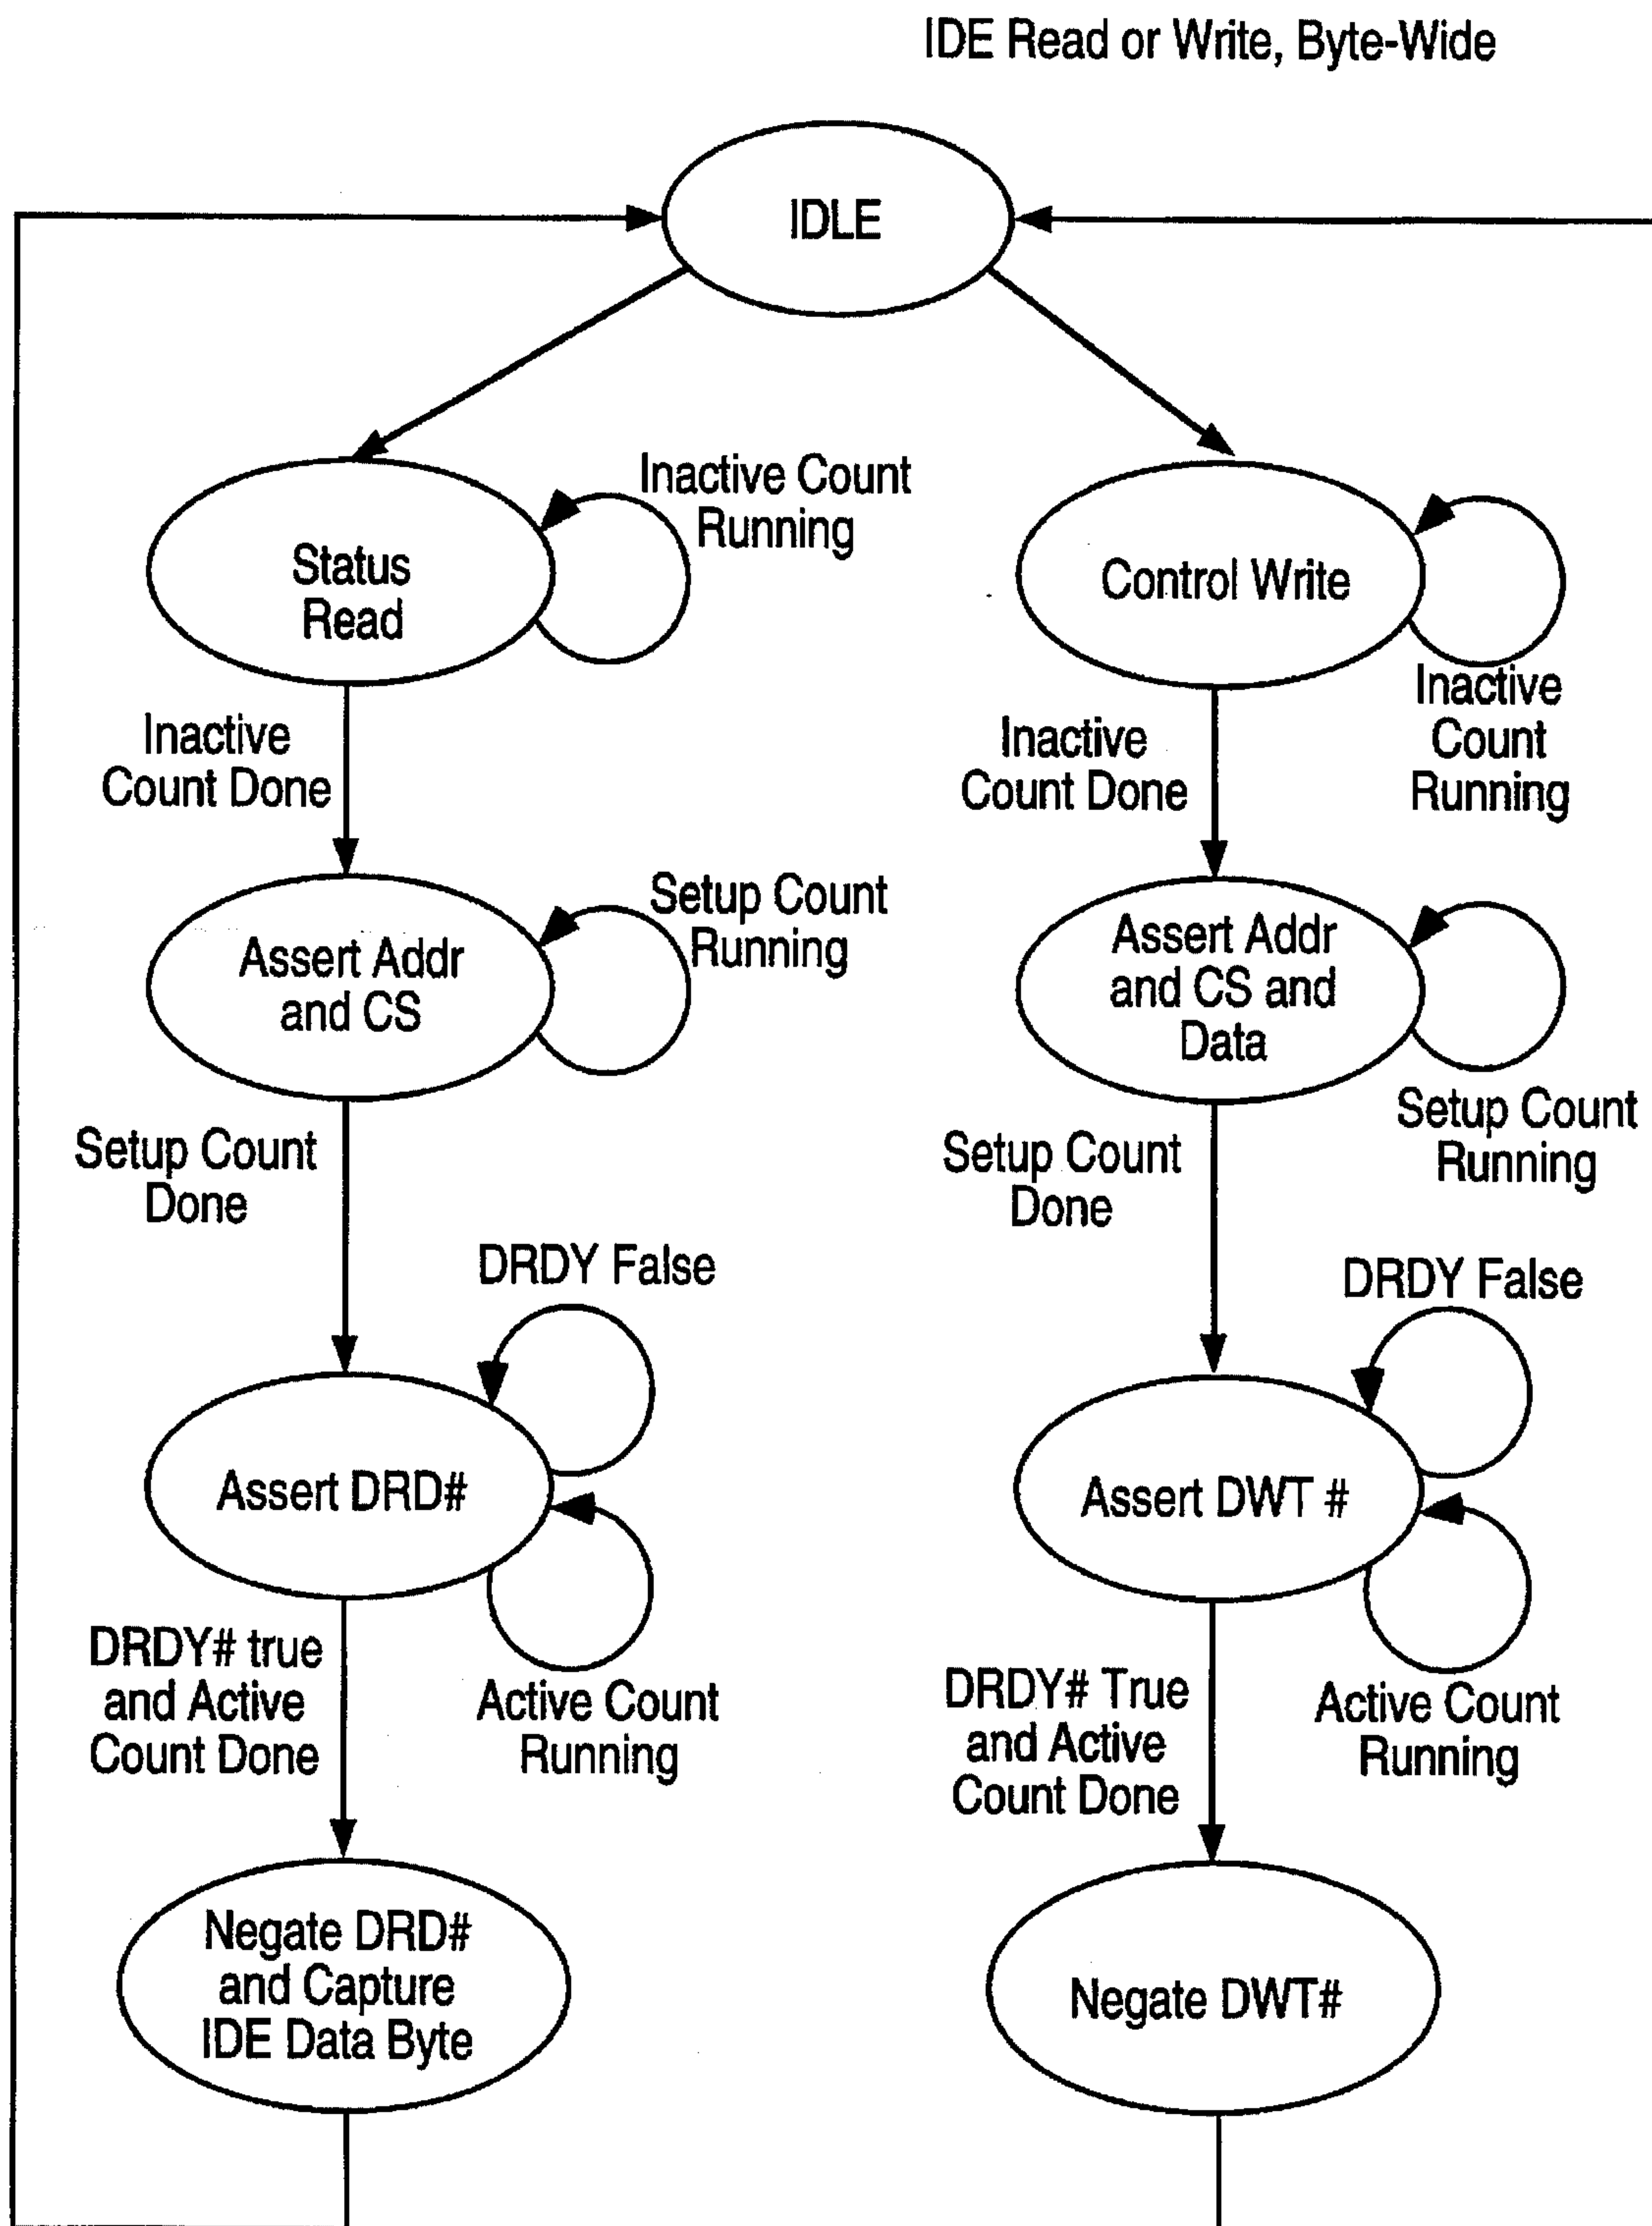 IDE Read or Write, Byte-Wide
IDLE
Inactive Count
Running
Status
Read
Control Write
Inactive
Count
Running
Inactive
Count Done
Inactive
Count Done
Setup Count
Running
Assert Addr
and CS
Assert Addr
and CS and
Data
Setup Count
Running
Setup Count
Done
Setup Count
Done
DRDY False
DRDY False
Assert DRD#
Assert DWT #
DRDY# true
and Active
Count Done
Active Count
Running
DRDY# True
and Active
Count Done
Active Count
Running
Negate DRD#
and Capture
IDE Data Byte
Negate DWT#